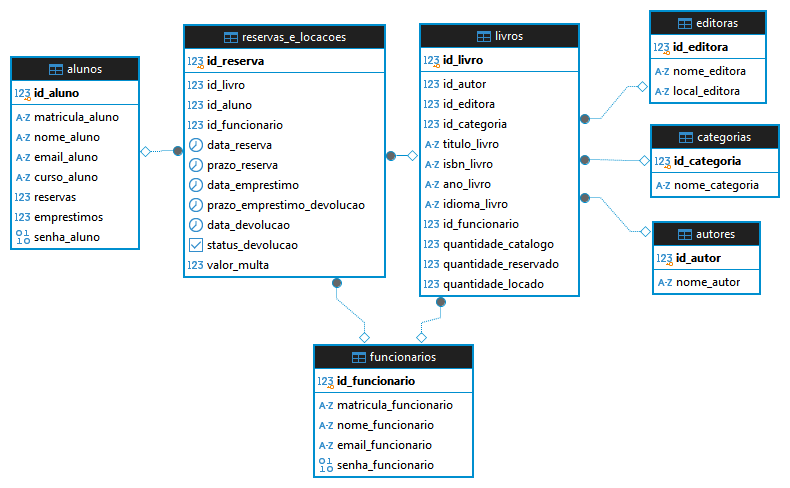 alunos
123 id_aluno
A-Z matricula_aluno
A-Z nome_aluno
A-Z email_aluno
A-Z curso_aluno
123 reservas
123 emprestimos
01 10 senha_aluno
reservas_e_locacoes
123 id_reserva
123 id_livro
123 id_aluno
123 id_funcionario
data_reserva
prazo_reserva
data_emprestimo
prazo_emprestimo_devolucao
data_devolucao
status_devolucao
123 valor_multa
livros
123 id_livro
123 id_autor
123 id_editora
123 id_categoria
A-Z titulo_livro
A-Z isbn_livro
A-Z ano_livro
A-Z idioma_livro
123 id_funcionario
123 quantidade_catalogo
123 quantidade_reservado
123 quantidade_locado
editoras
123 id_editora
A-Z nome_editora
A-Z local_editora
categorias
123 id_categoria
A-Z nome_categoria
autores
123 id_autor
A-Z nome_autor
funcionarios
123 id_funcionario
A-Z matricula_funcionario
A-Z nome_funcionario
A-Z email_funcionario
01 10 senha_funcionario